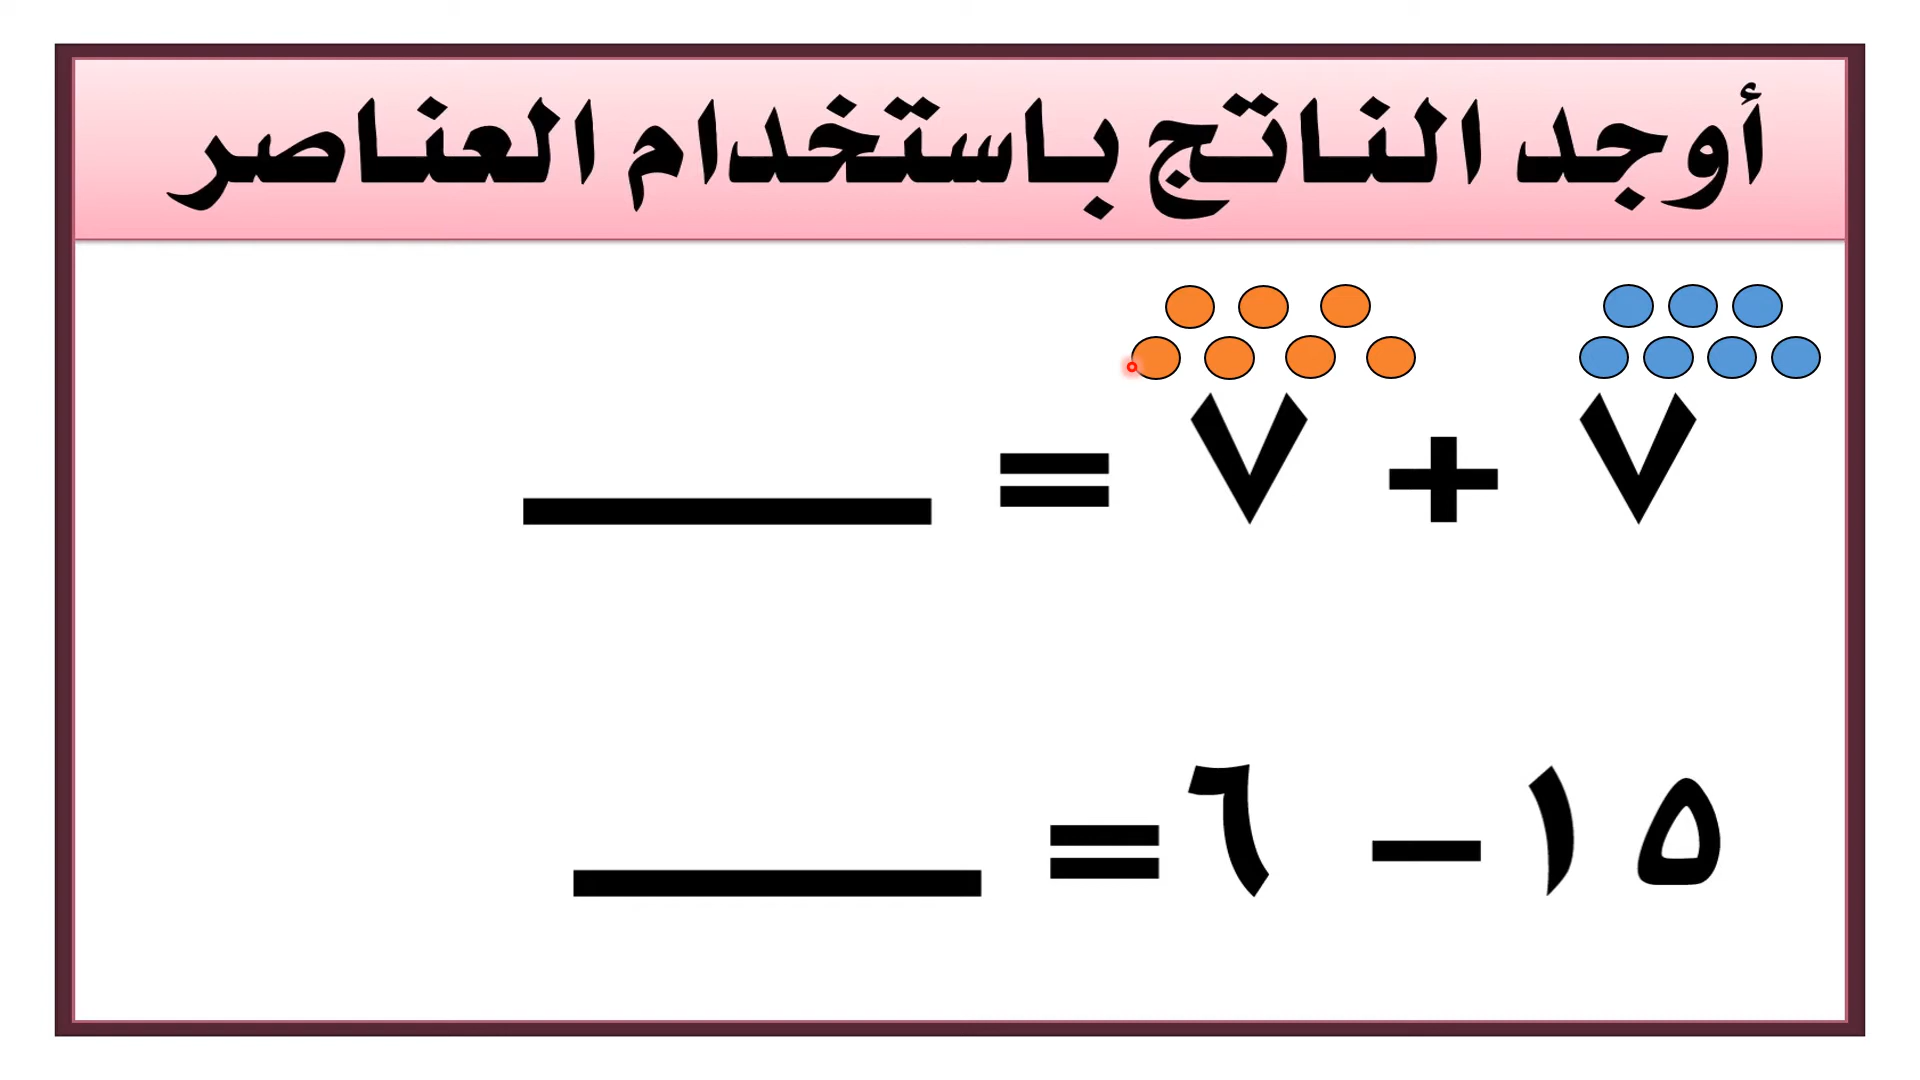 أوجد الناتج باستخدام العناصر
٧ + ٧ = ____
١٥ – ٦ = ____